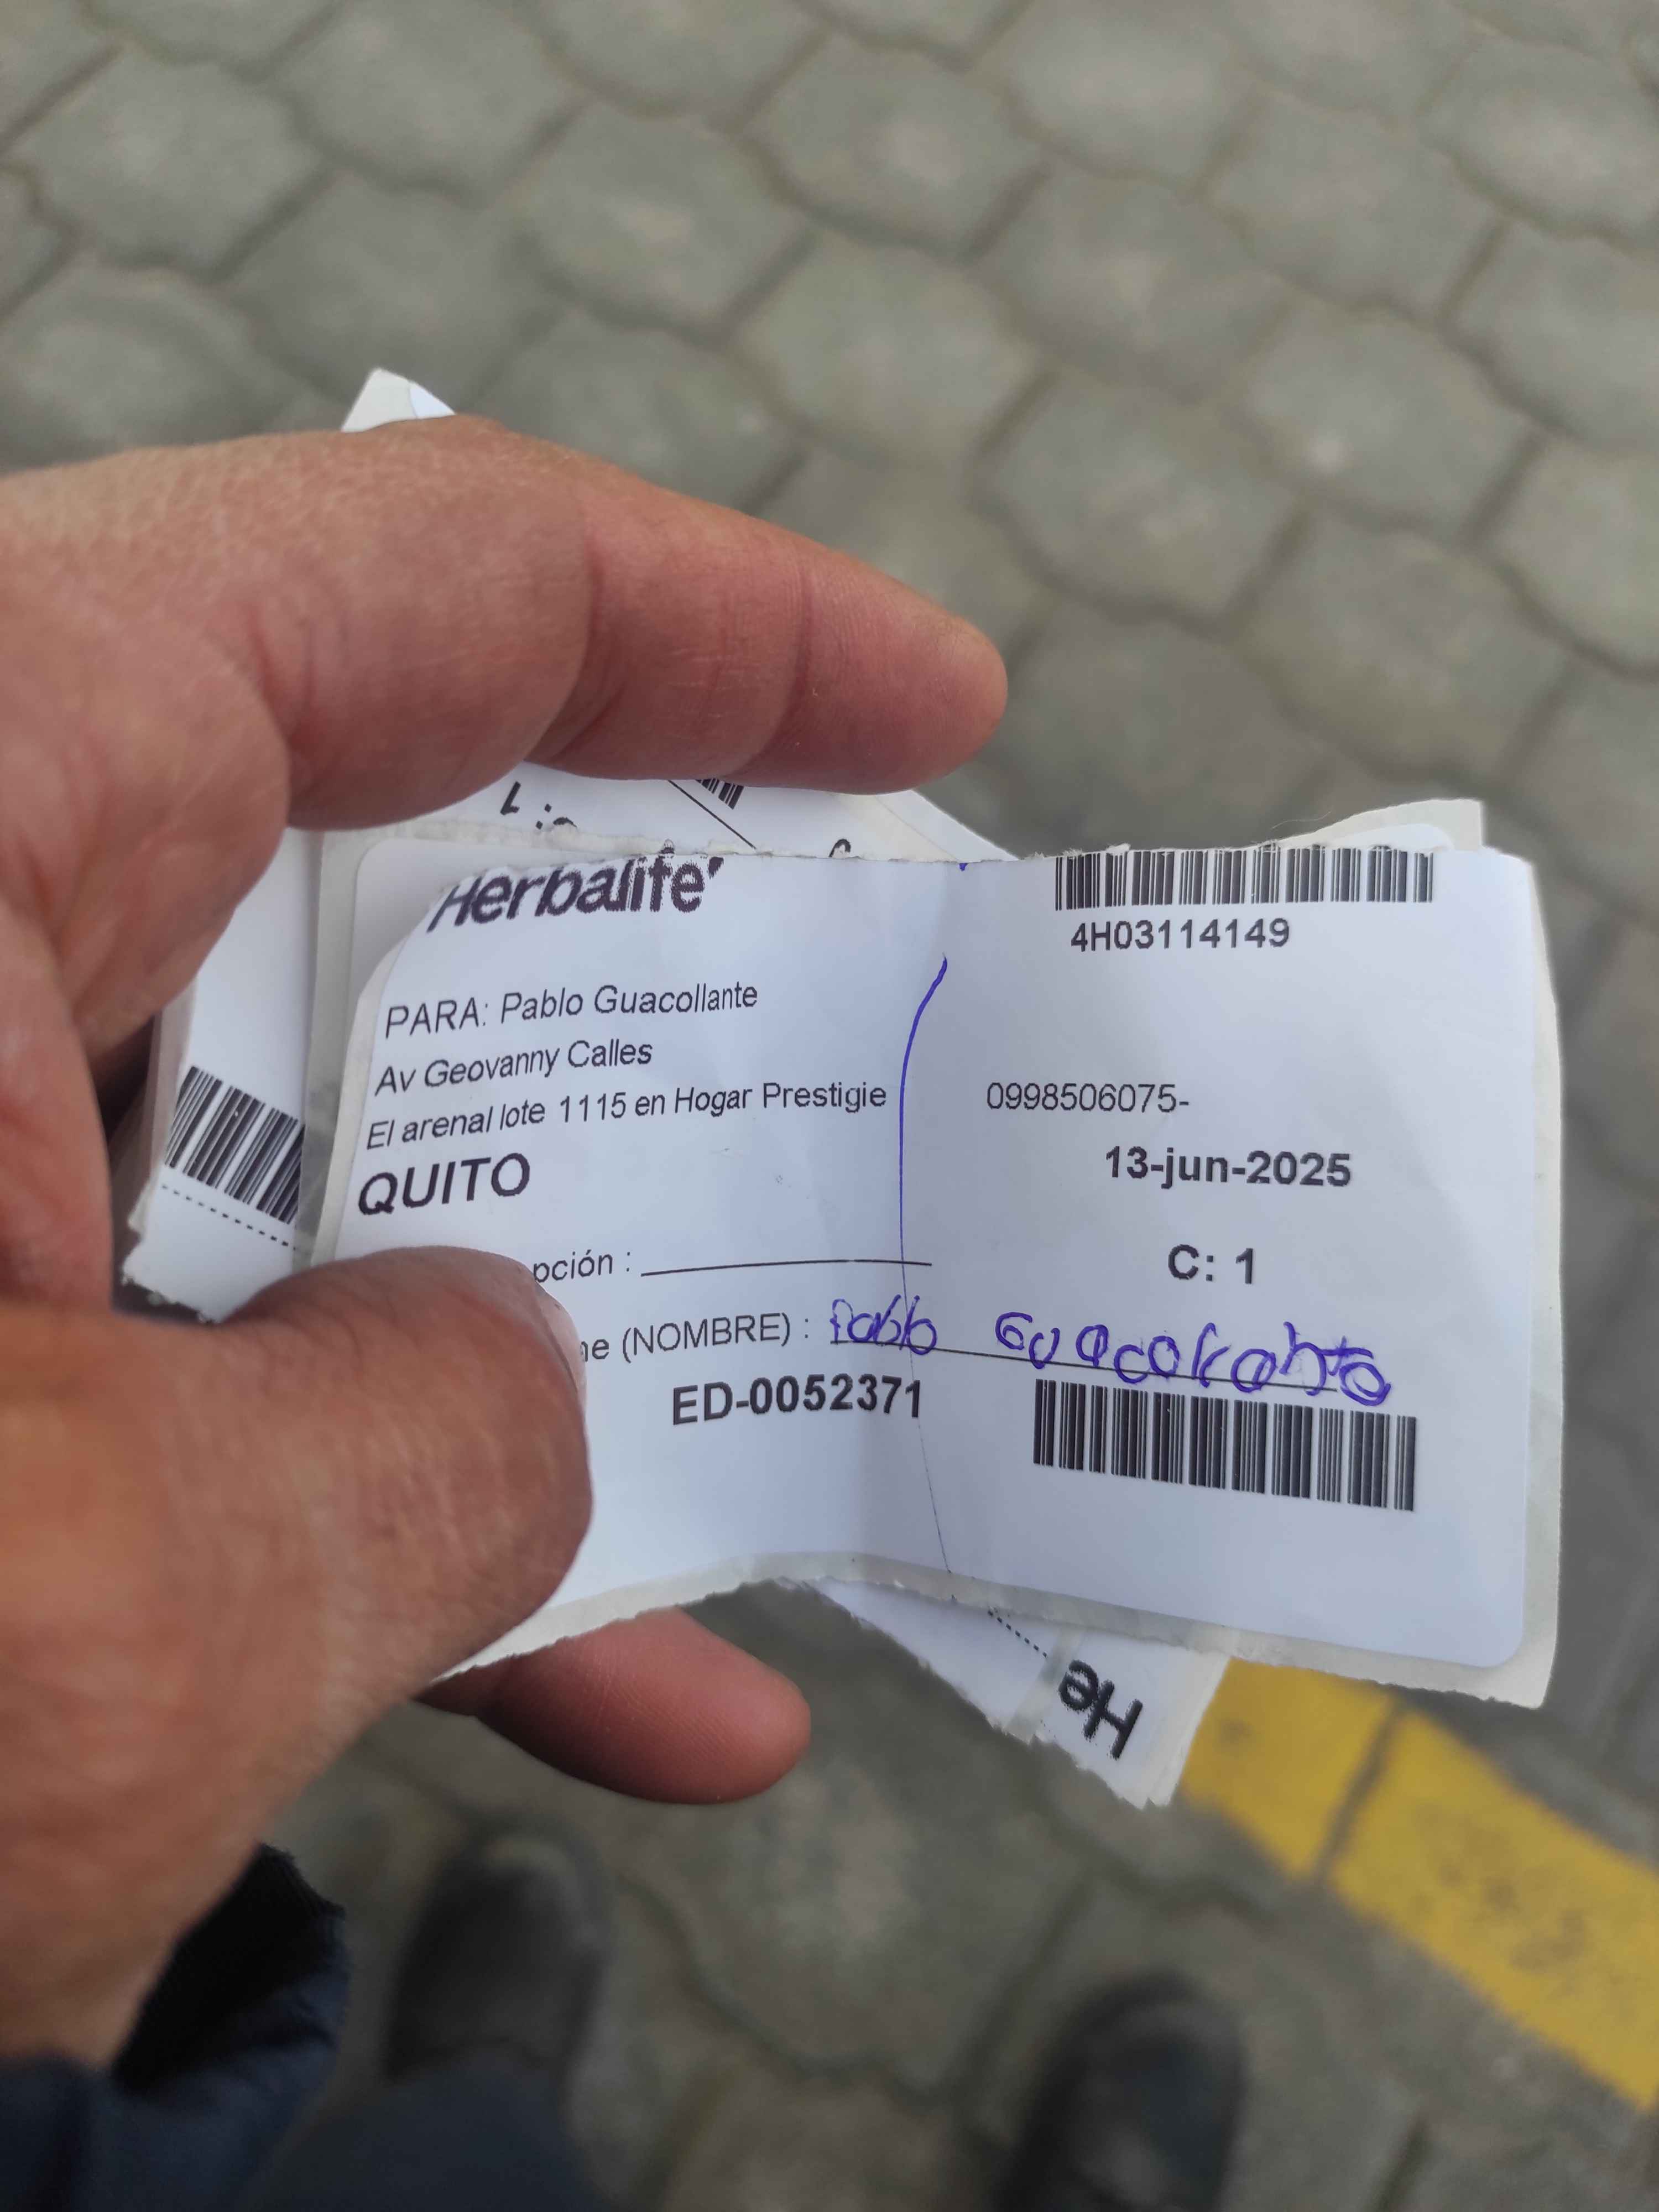 Herbalife
4H03114149
PARA: Pablo Guacollante
Av Geovanny Calles
El arenal lote 1115 en Hogar Prestigie
0998506075-
QUITO
13-jun-2025
pción :
C: 1
(NOMBRE) : Pablo
ED-0052371
He